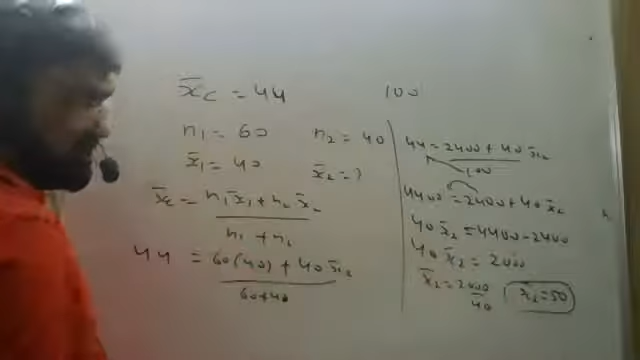 x̄c = 44
100
n1 = 60 n2 = 40
x̄1 = 40 x̄2 = ?
x̄c = n1x̄1 + n2x̄2 / n1 + n2
44 = 60(40) + 40x̄2 / 60+40
44 = 2400 + 40x̄2 / 100
4400 = 2400 + 40x̄2
40x̄2 = 4400 - 2400
40x̄2 = 2000
x̄2 = 2000 / 40 x̄2 = 50